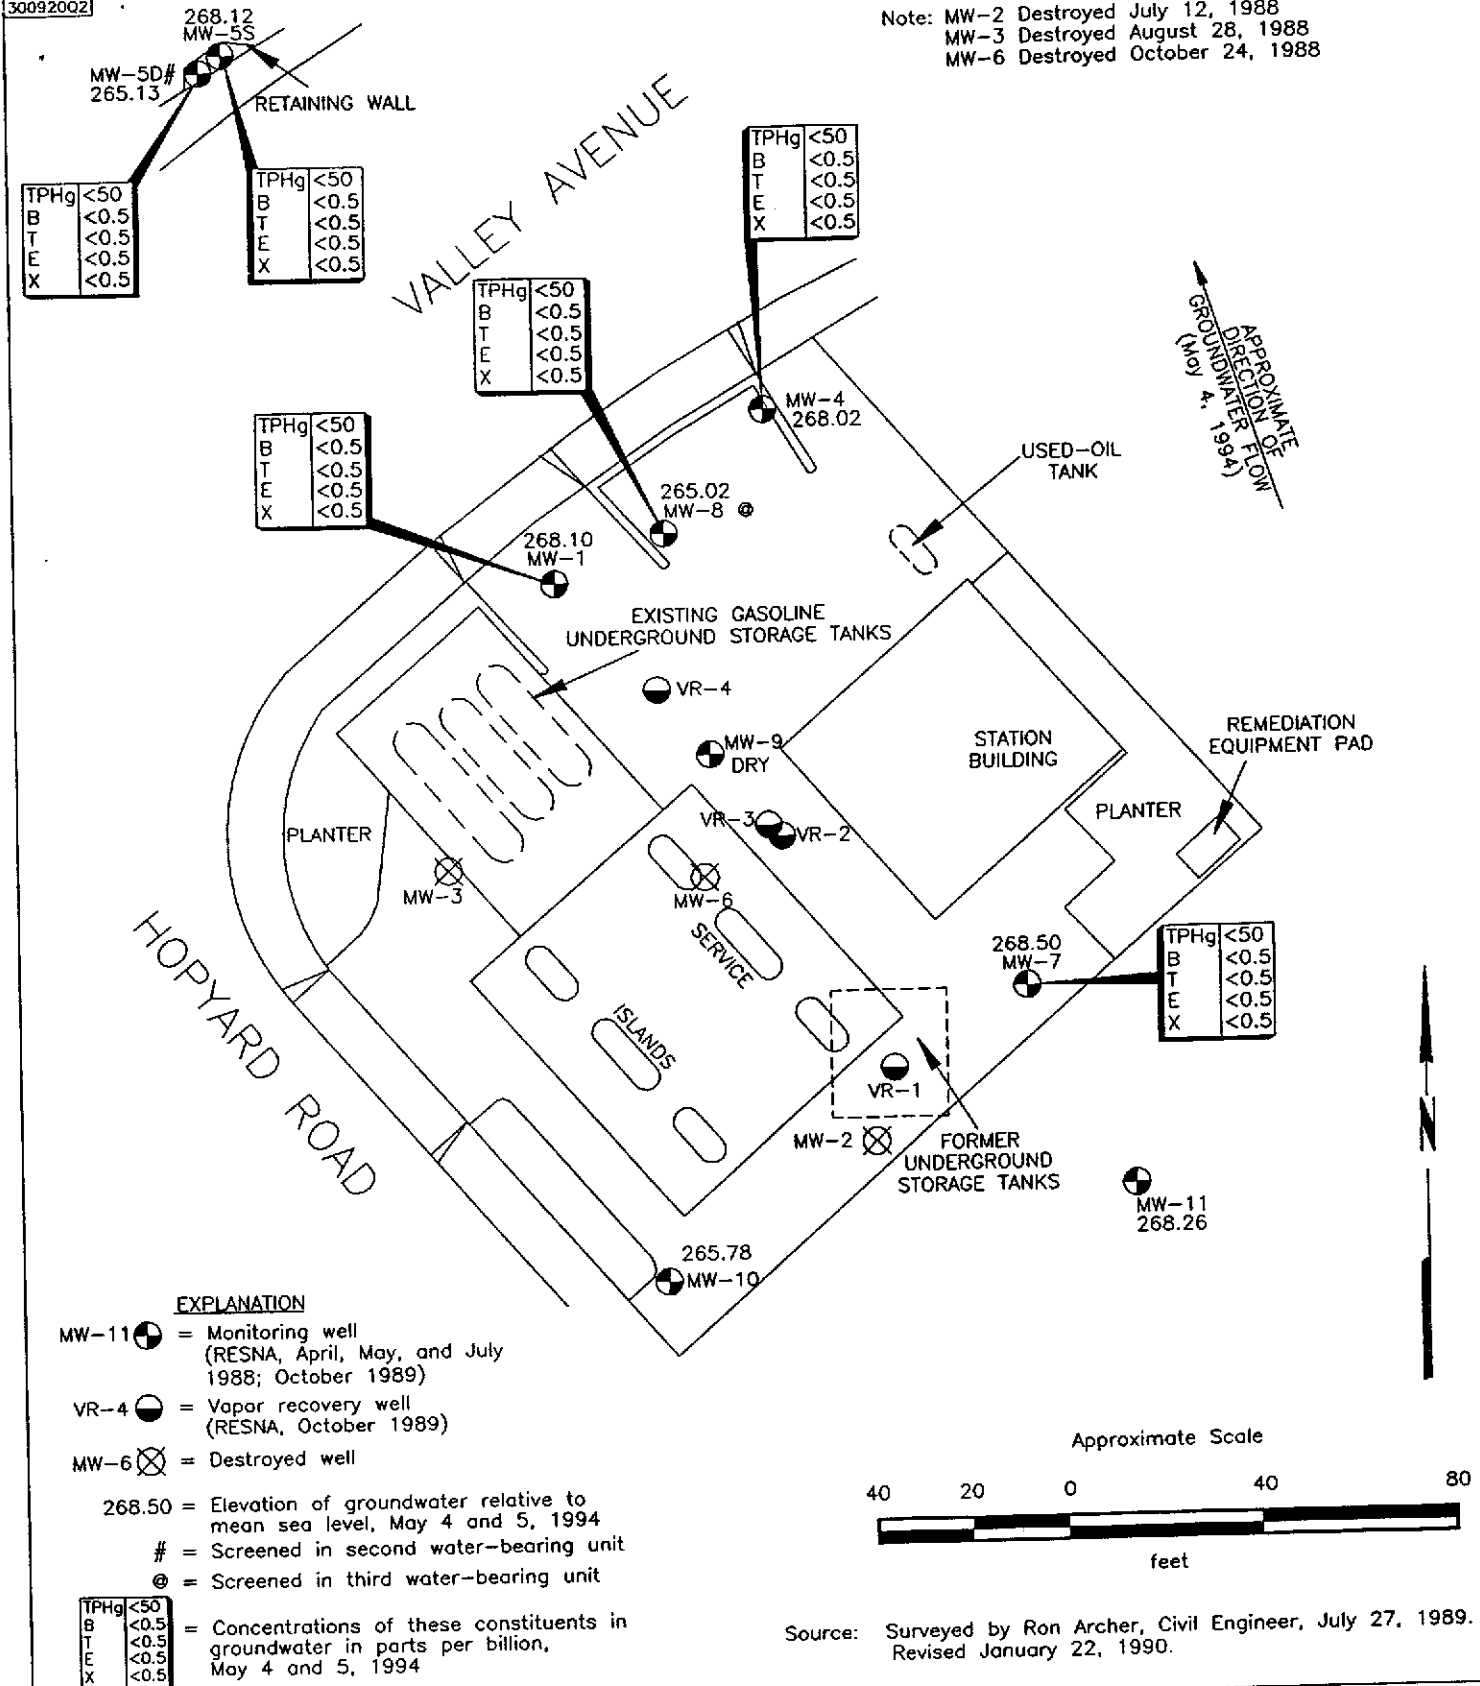 30092002
268.12
MW-5S
MW-5D#
265.13
RETAINING WALL
Note: MW-2 Destroyed July 12, 1988
MW-3 Destroyed August 28, 1988
MW-6 Destroyed October 24, 1988
TPHg <50
B <0.5
T <0.5
E <0.5
X <0.5
TPHg <50
B <0.5
T <0.5
E <0.5
X <0.5
VALLEY AVENUE
TPHg <50
B <0.5
T <0.5
E <0.5
X <0.5
TPHg <50
B <0.5
T <0.5
E <0.5
X <0.5
APPROXIMATE
DIRECTION OF
GROUNDWATER FLOW
(May 4, 1994)
MW-4
268.02
TPHg <50
B <0.5
T <0.5
E <0.5
X <0.5
USED-OIL
TANK
265.02
MW-8 @
268.10
MW-1
EXISTING GASOLINE
UNDERGROUND STORAGE TANKS
VR-4
MW-9
DRY
STATION
BUILDING
REMEDIATION
EQUIPMENT PAD
PLANTER
VR-3
VR-2
PLANTER
MW-3
MW-6
SERVICE
ISLANDS
HOPYARD ROAD
268.50
MW-7
TPHg <50
B <0.5
T <0.5
E <0.5
X <0.5
VR-1
MW-2
FORMER
UNDERGROUND
STORAGE TANKS
N
MW-11
268.26
265.78
MW-10
EXPLANATION
MW-11 = Monitoring well
(RESNA, April, May, and July
1988; October 1989)
VR-4 = Vapor recovery well
(RESNA, October 1989)
MW-6 = Destroyed well
268.50 = Elevation of groundwater relative to
mean sea level, May 4 and 5, 1994
# = Screened in second water-bearing unit
@ = Screened in third water-bearing unit
TPHg <50
B <0.5
T <0.5
E <0.5
X <0.5
= Concentrations of these constituents in
groundwater in parts per billion,
May 4 and 5, 1994
Approximate Scale
40 20 0 40 80
feet
Source: Surveyed by Ron Archer, Civil Engineer, July 27, 1989.
Revised January 22, 1990.